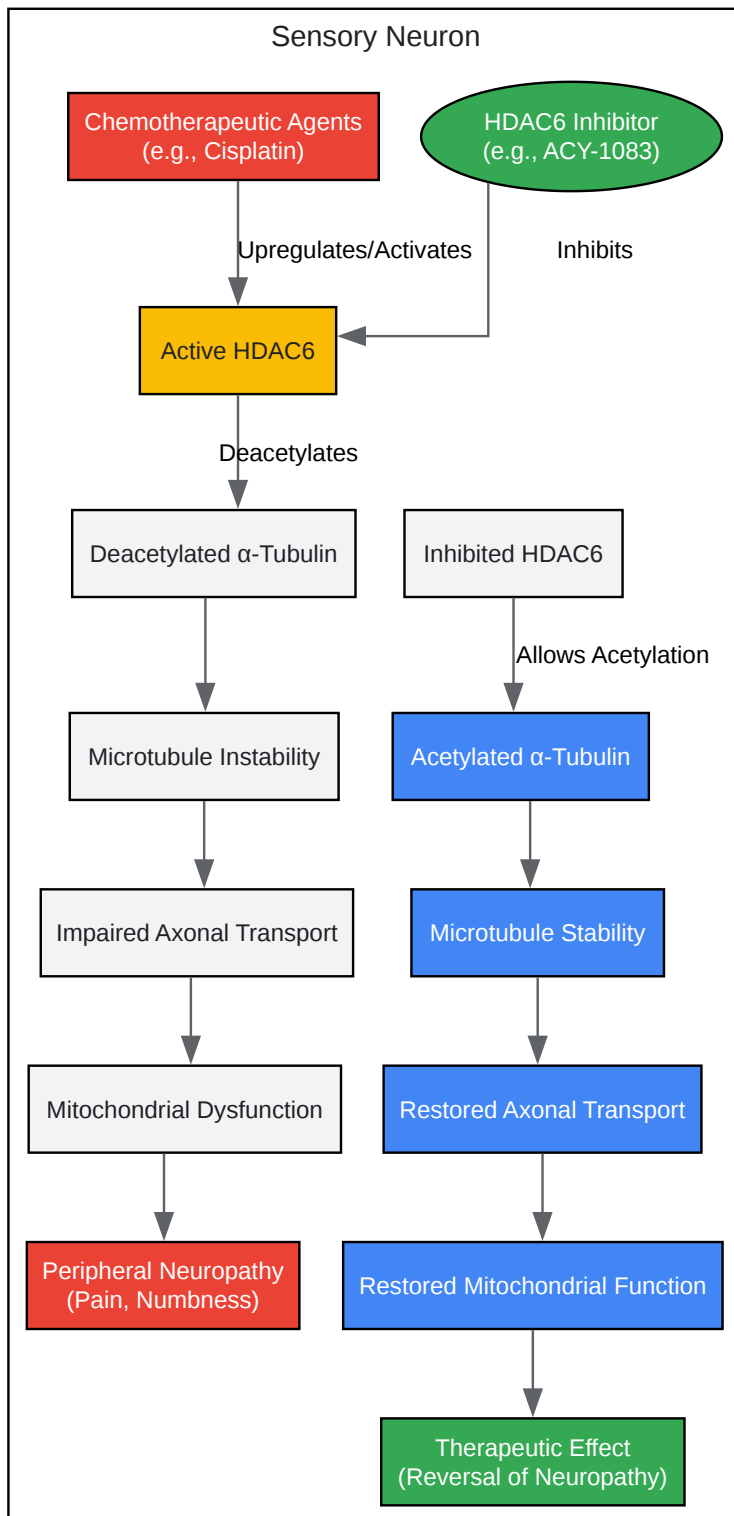 Sensory Neuron
Chemotherapeutic Agents
(e.g., Cisplatin)
HDAC6 Inhibitor
(e.g., ACY-1083)
Upregulates/Activates
Inhibits
Active HDAC6
Deacetylates
Deacetylated α-Tubulin
Inhibited HDAC6
Allows Acetylation
Microtubule Instability
Acetylated α-Tubulin
Impaired Axonal Transport
Microtubule Stability
Mitochondrial Dysfunction
Restored Axonal Transport
Peripheral Neuropathy
(Pain, Numbness)
Restored Mitochondrial Function
Therapeutic Effect
(Reversal of Neuropathy)